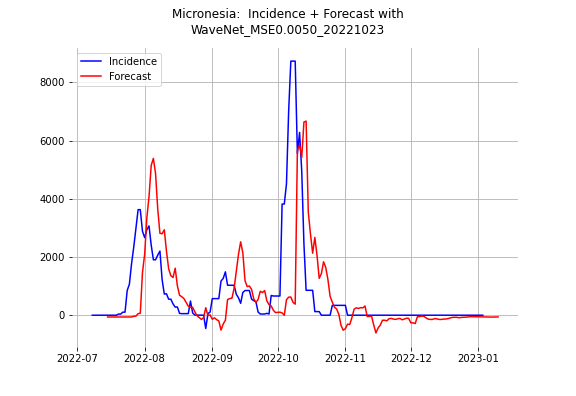 Micronesia:  Incidence + Forecast with
WaveNet_MSE0.0050_20221023
Incidence
Forecast
8000
6000
4000
2000
0
2022-07 2022-08 2022-09 2022-10 2022-11 2022-12 2023-01